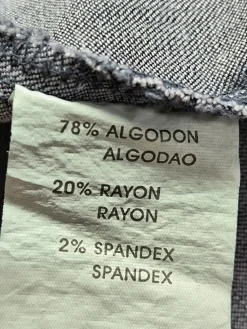 78% ALGODON
ALGODAO
20% RAYON
RAYON
2% SPANDEX
SPANDEX